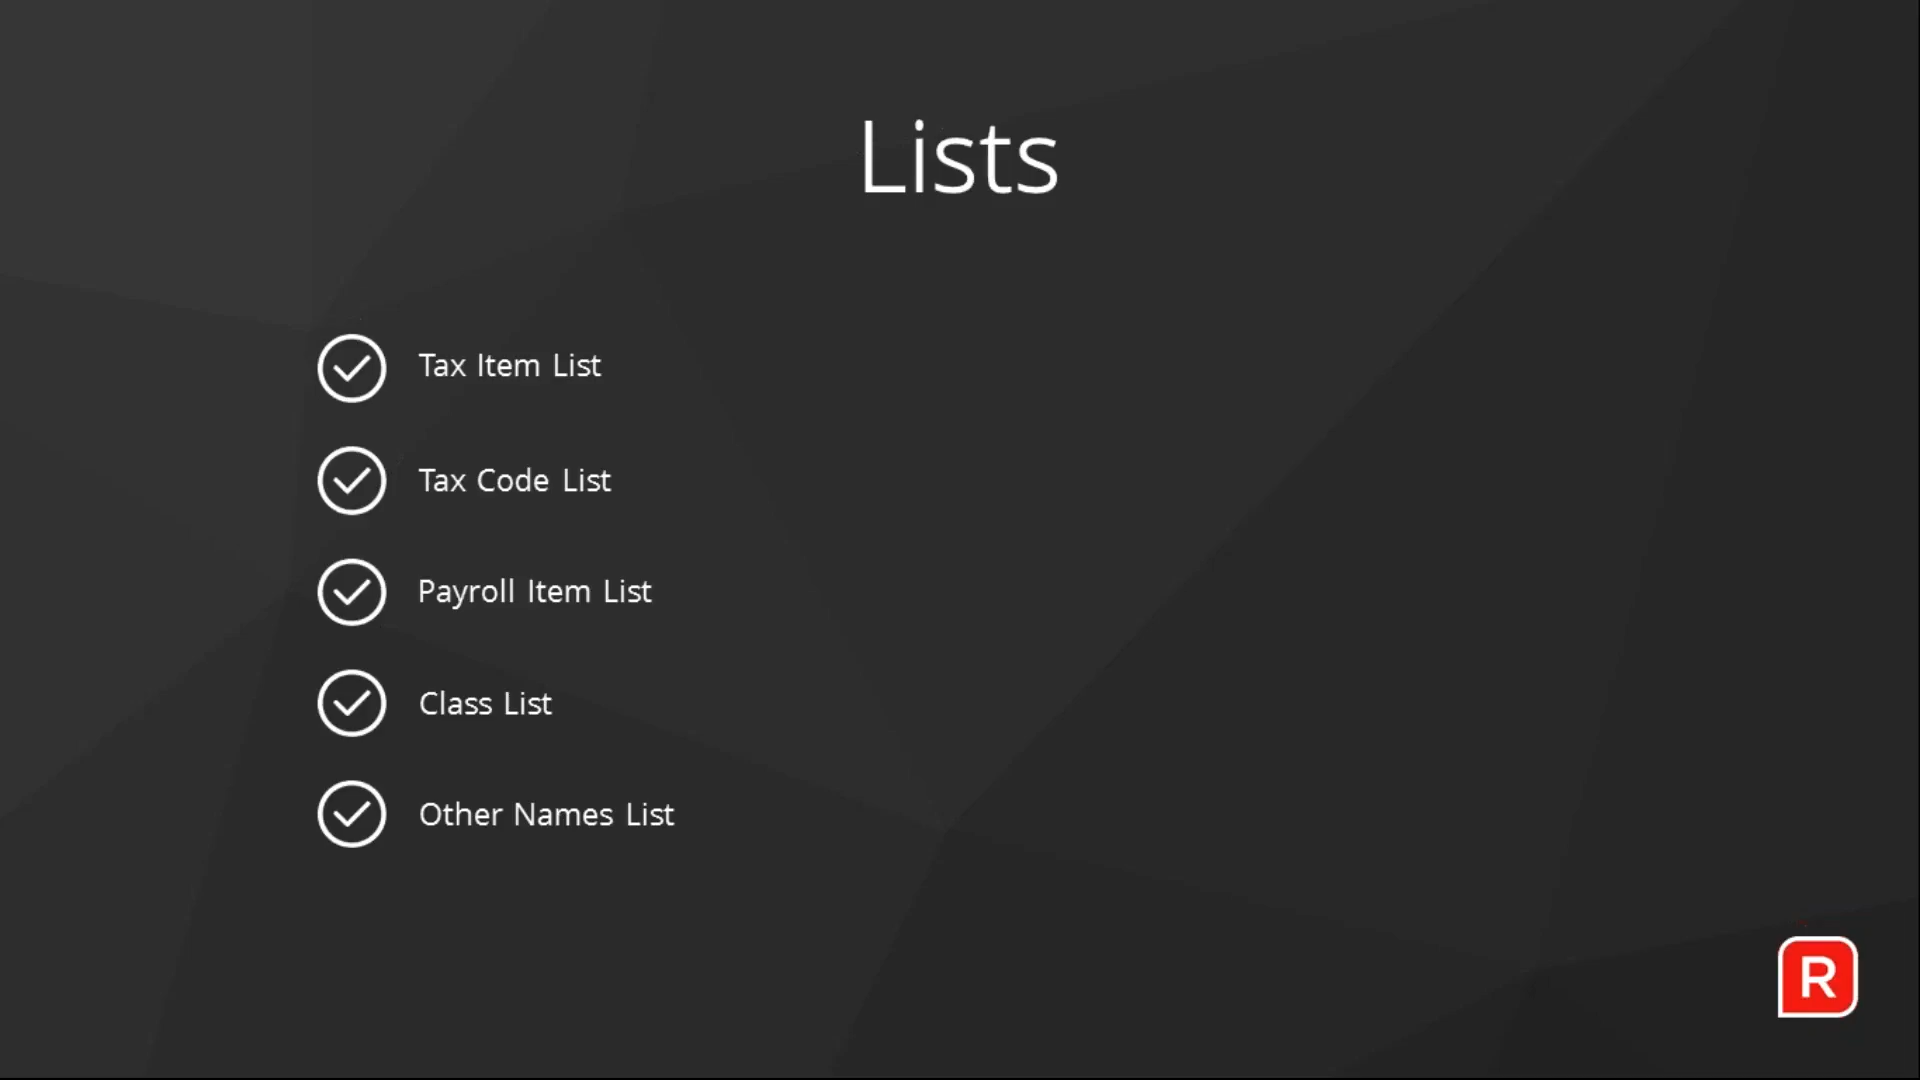 Lists
Tax Item List
Tax Code List
Payroll Item List
Class List
Other Names List
R